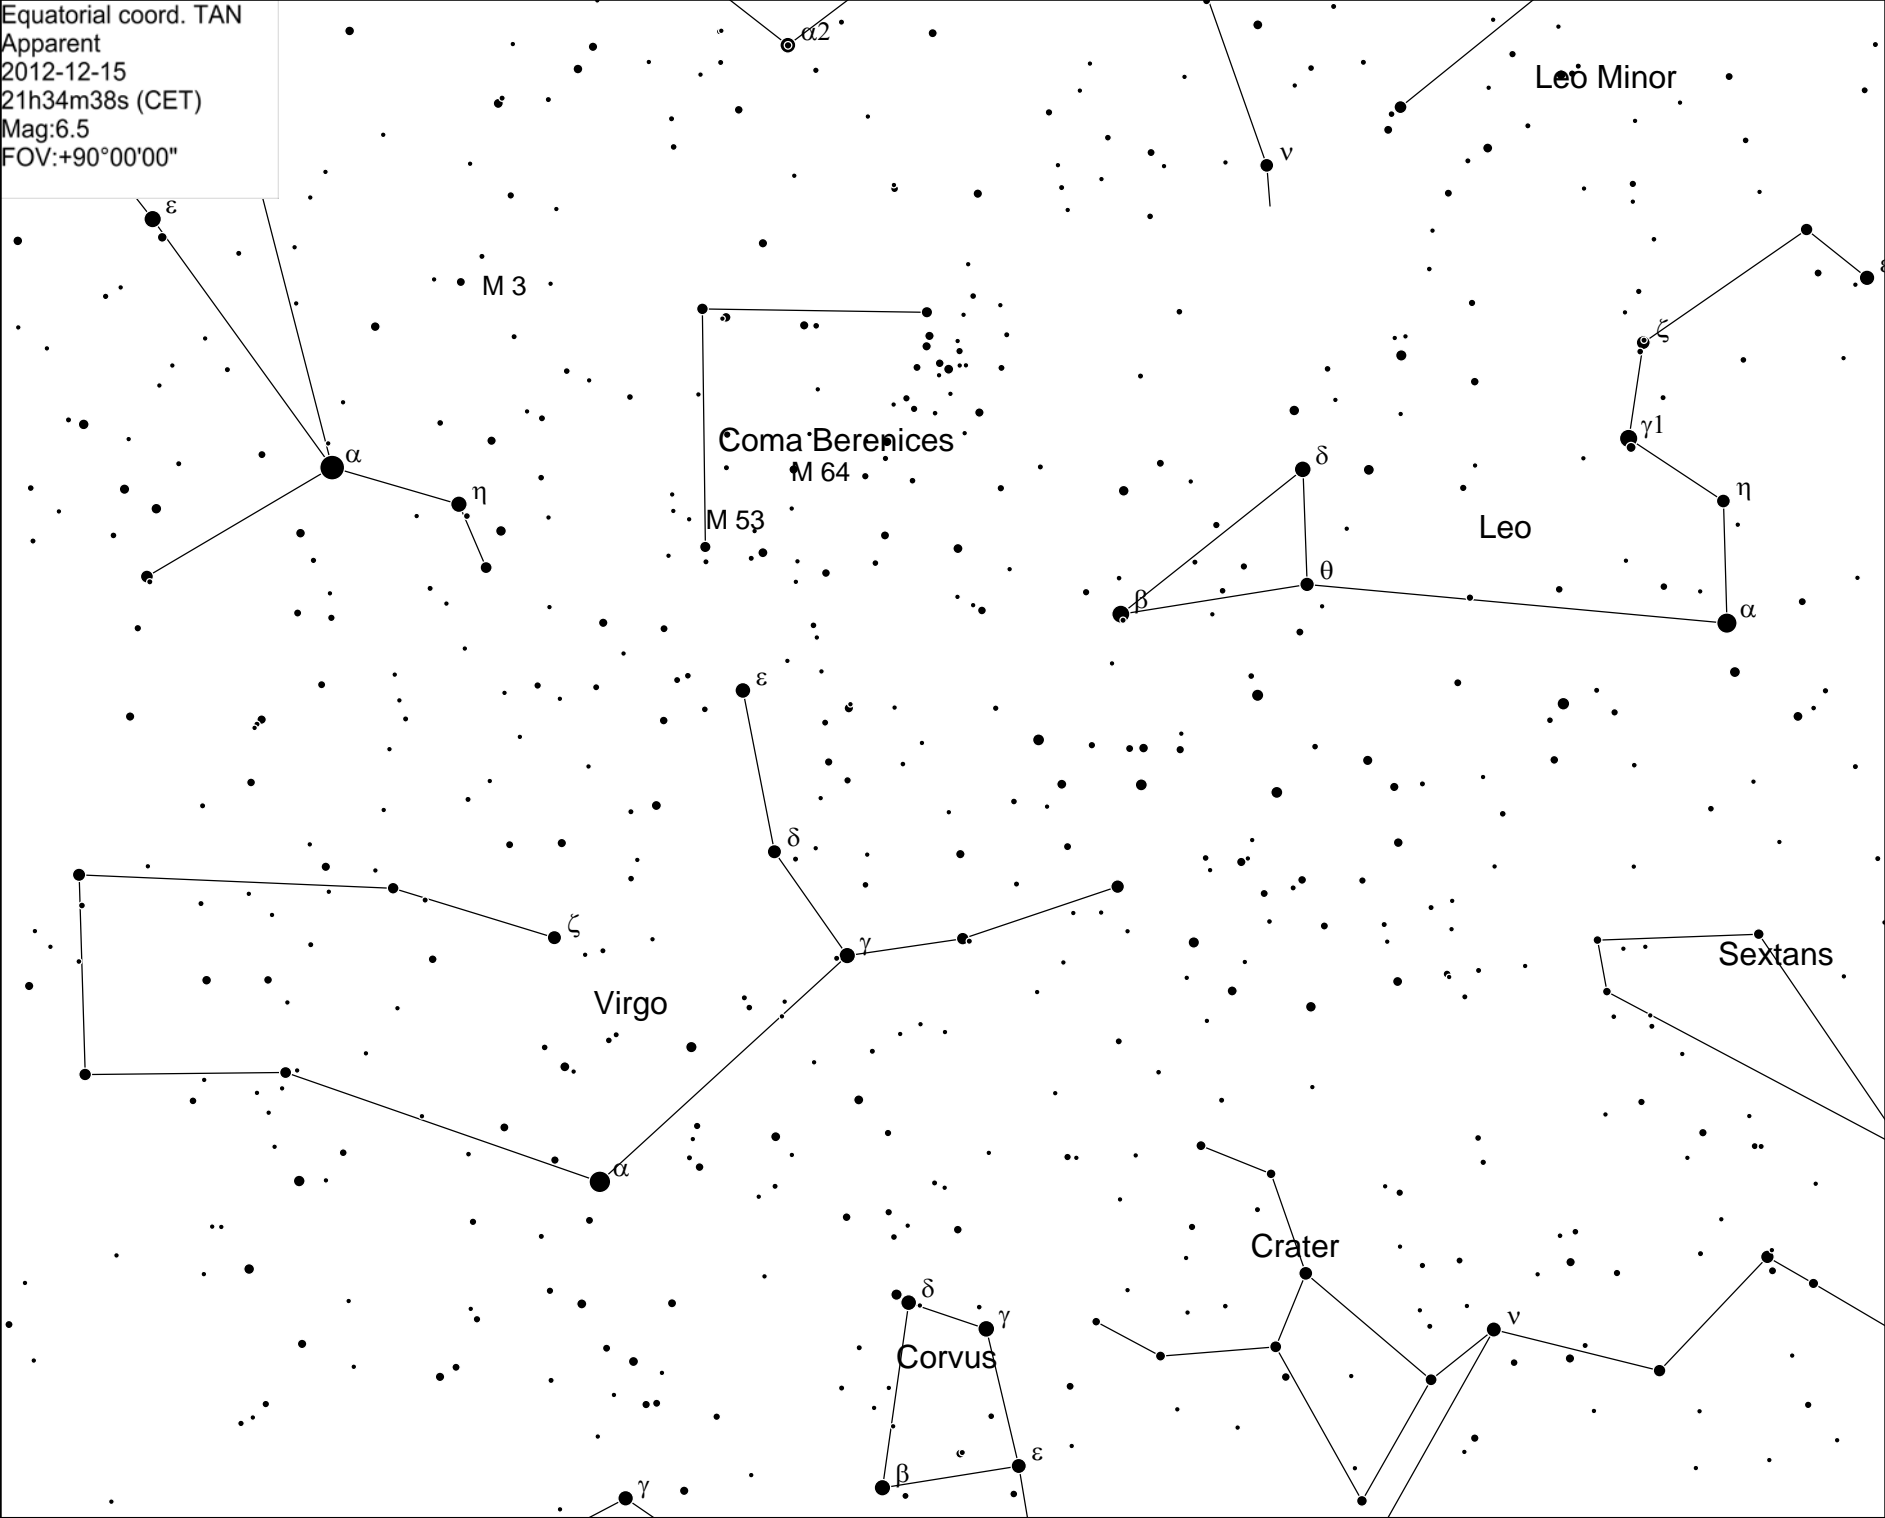 Equatorial coord. TAN
Apparent
2012-12-15
21h34m38s (CET)
Mag:6.5
FOV:+90°00'00"
α2
Leo Minor
ν
ε
ε
M 3
ζ
γ1
Coma Berenices
α
δ
M 64
η
η
M 53
Leo
θ
β
α
ε
δ
ζ
γ
Sextans
Virgo
α
Crater
δ
γ
ν
Corvus
ε
β
γ